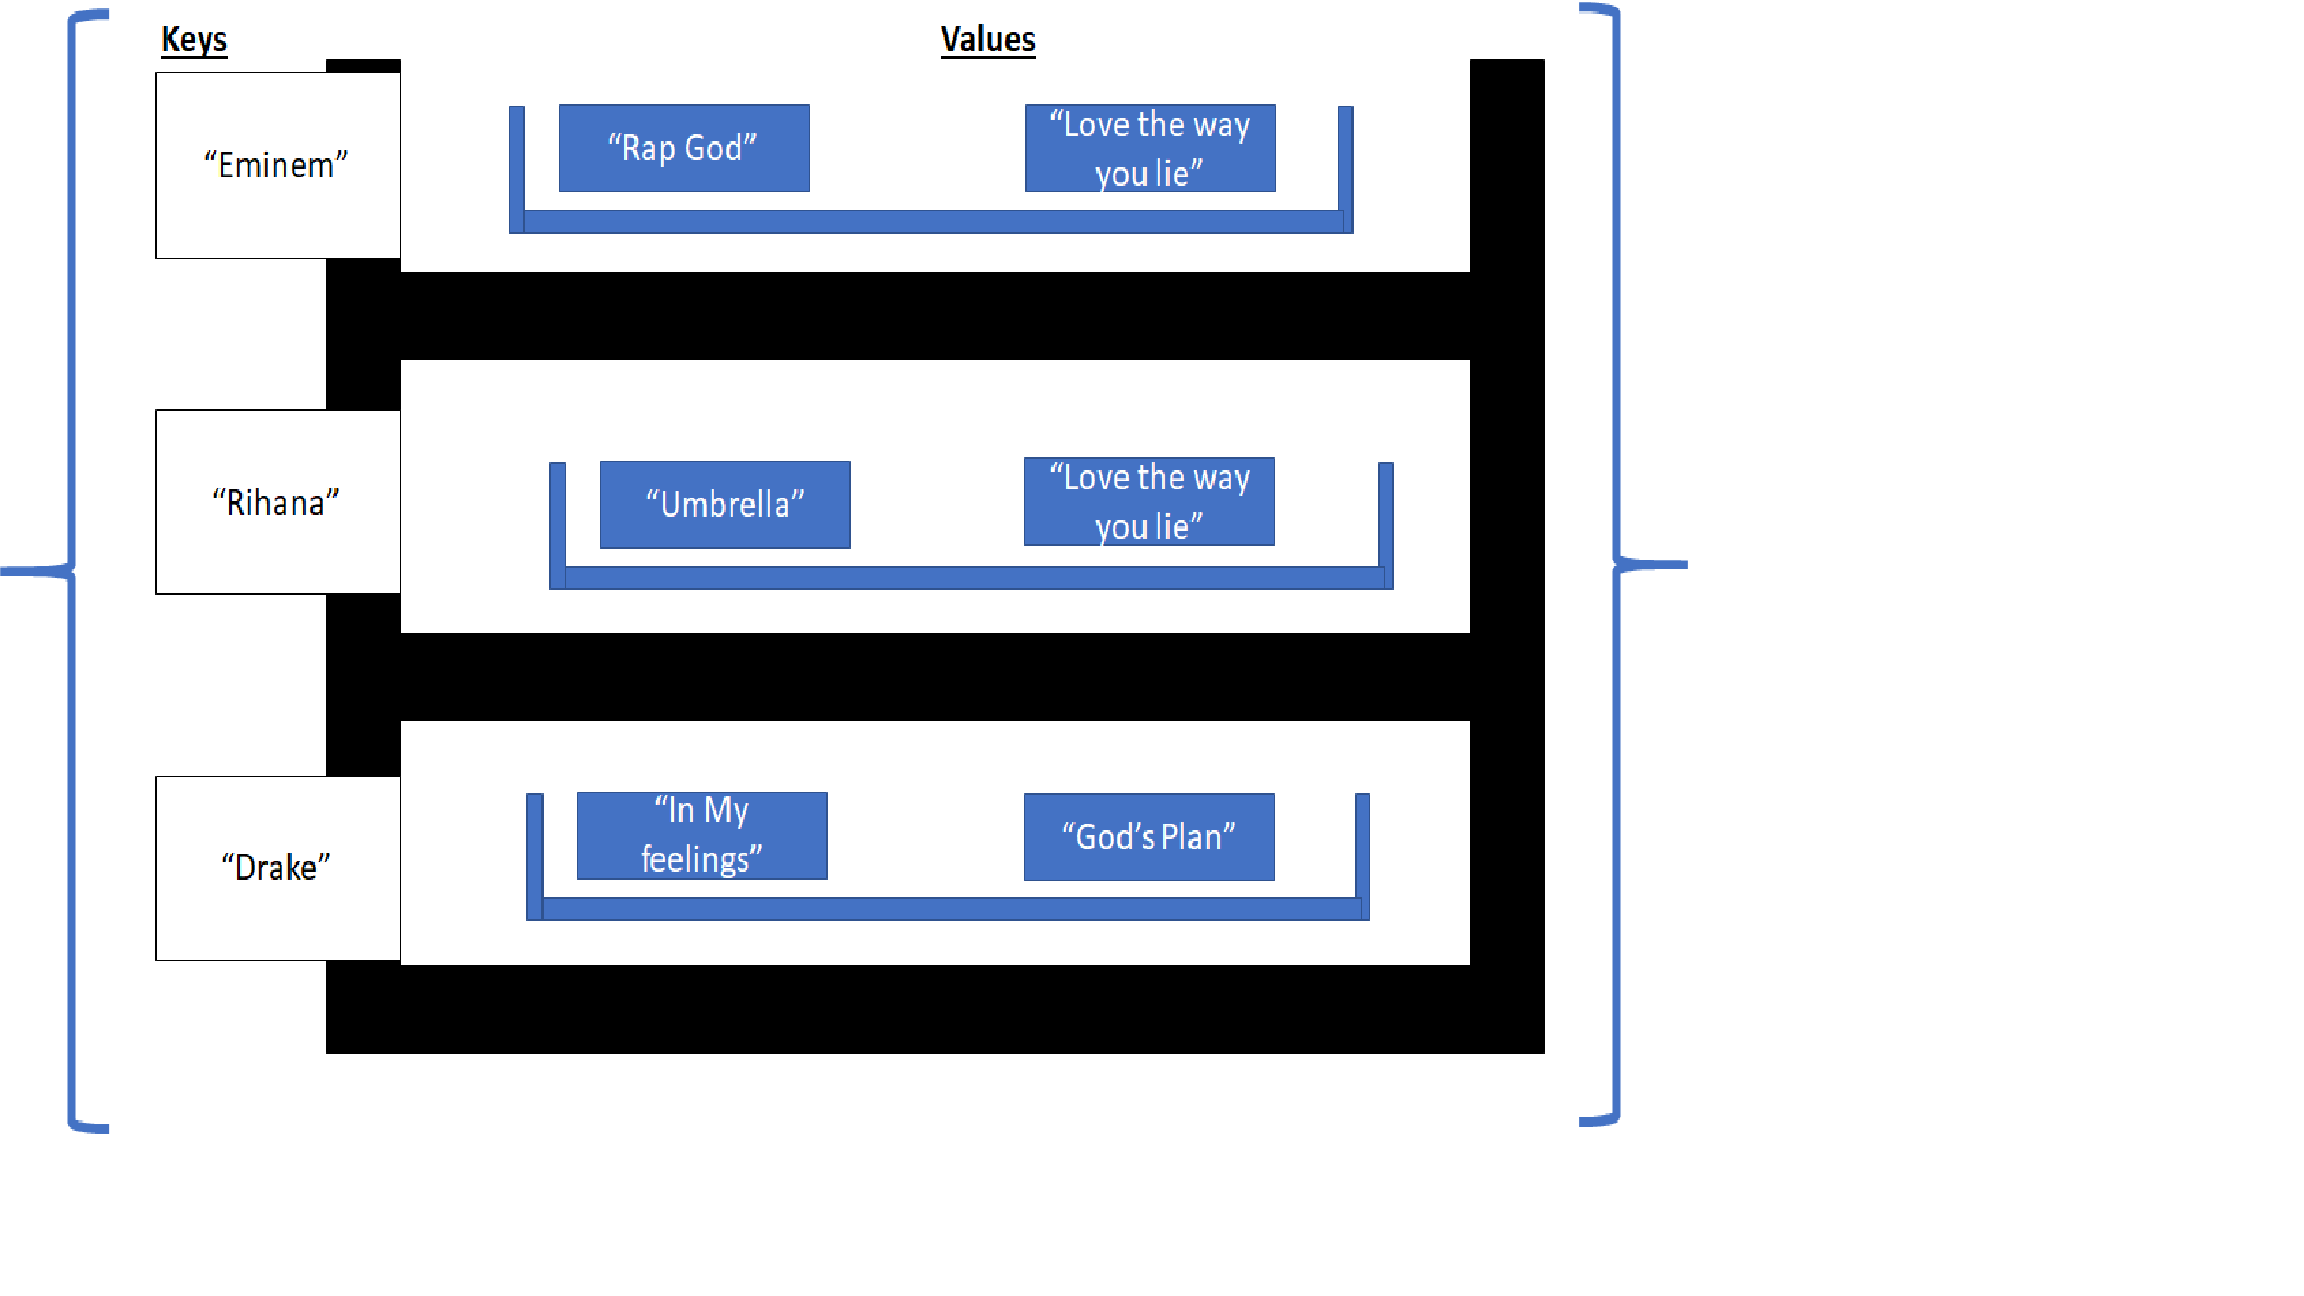 Keys
Values
“Eminem”
“Rap God”
“Love the way
you lie”
“Rihana”
“Umbrella”
“Love the way
you lie”
“Drake”
“In My
feelings”
“God’s Plan”